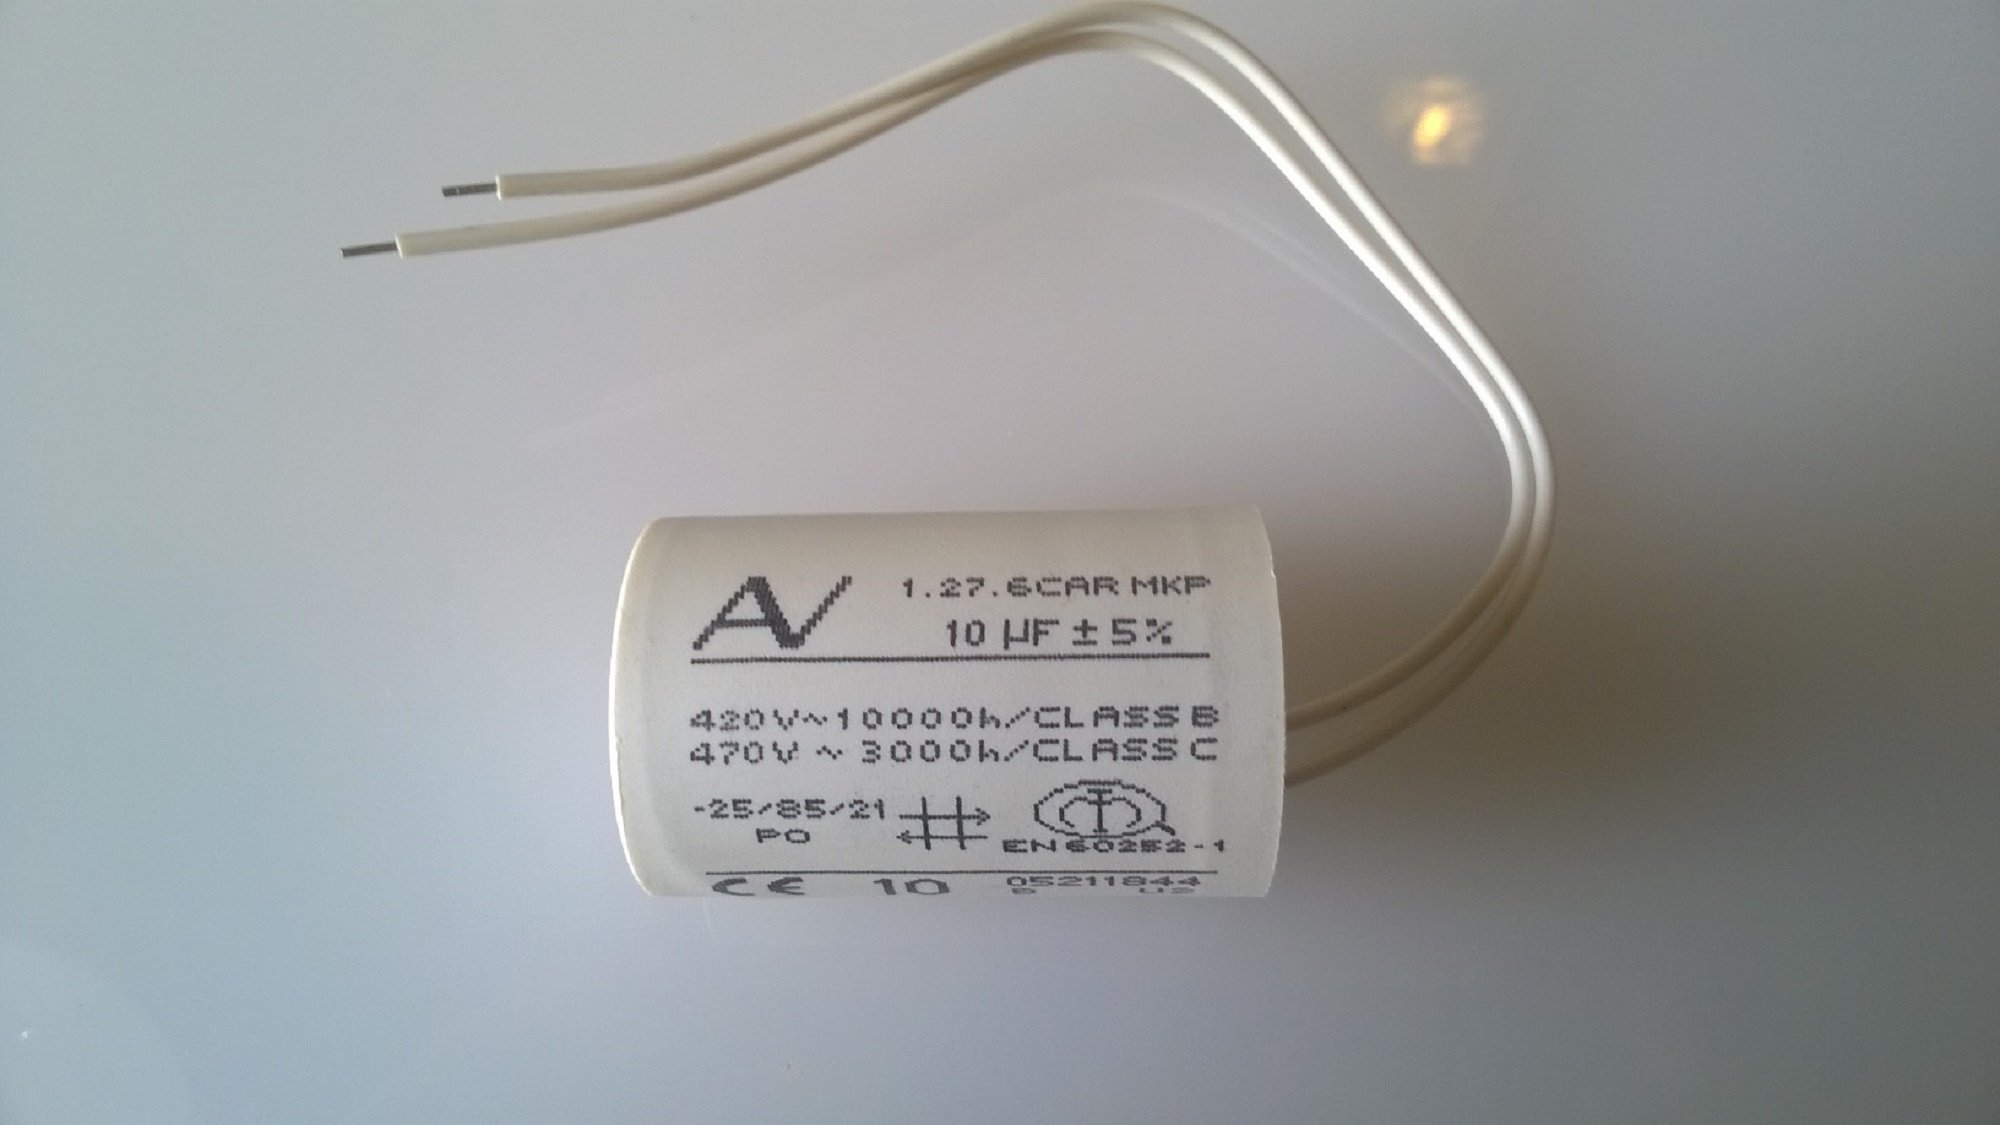 AV 1.27.6CAR MKP
10 µF ± 5%
420V~10000h/CLASS B
470V~ 3000h/CLASS C
-25/85/21
PO
EN 60252-1
CE 10 05211844